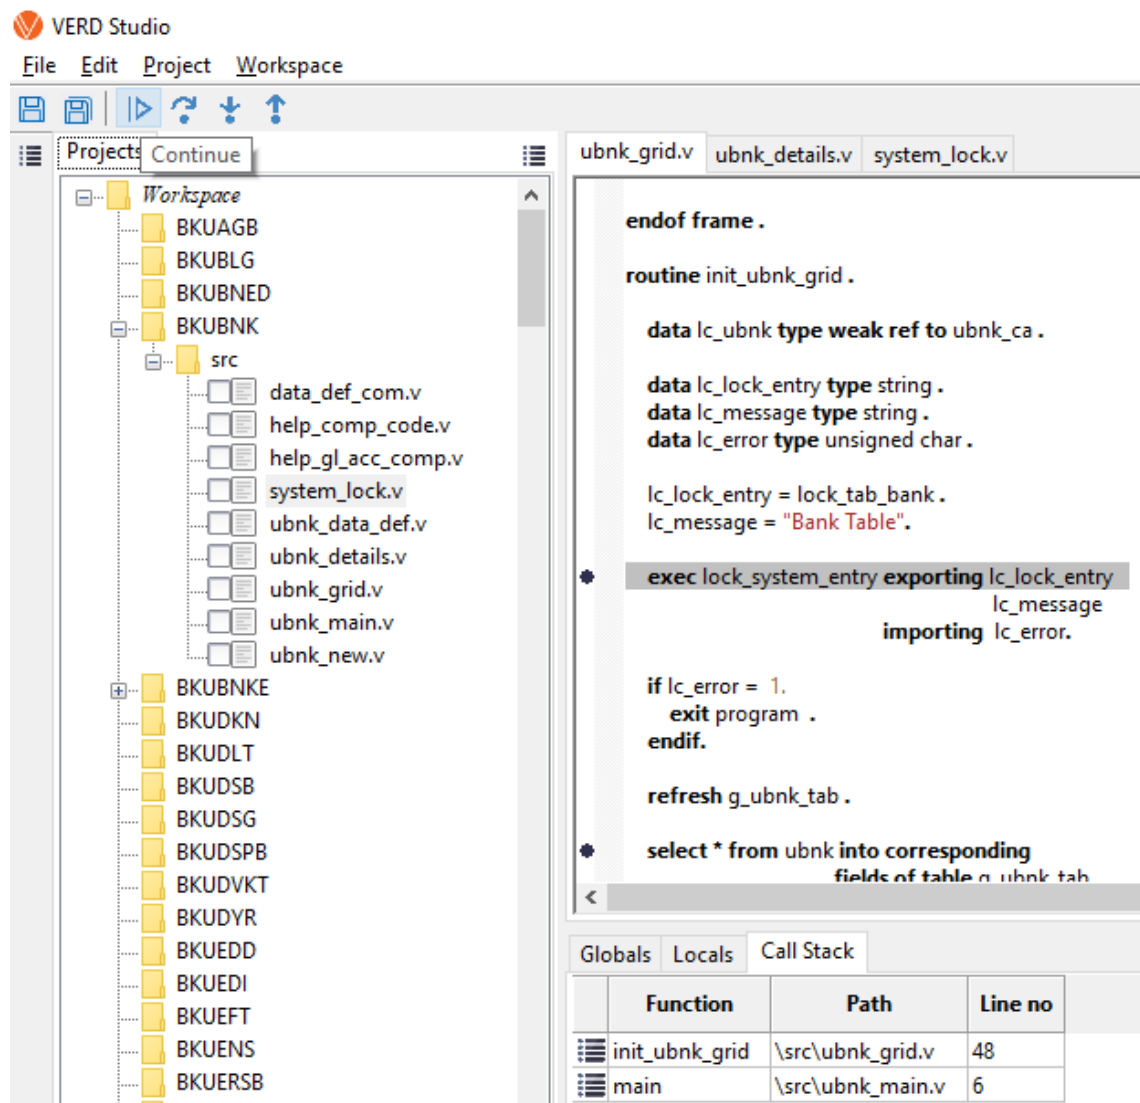 VERD Studio
File Edit Project Workspace
Projects
Continue
Workspace
BKUAGB
BKUBLG
BKUBNED
BKUBNK
src
data_def_com.v
help_comp_code.v
help_gl_acc_comp.v
system_lock.v
ubnk_data_def.v
ubnk_details.v
ubnk_grid.v
ubnk_main.v
ubnk_new.v
BKUBNKE
BKUDKN
BKUDLT
BKUDSB
BKUDSG
BKUDSPB
BKUDVKT
BKUDYR
BKUEDD
BKUEDI
BKUEFT
BKUENS
BKUERSB
ubnk_grid.v ubnk_details.v system_lock.v
endof frame .
routine init_ubnk_grid .
data lc_ubnk type weak ref to ubnk_ca .
data lc_lock_entry type string .
data lc_message type string .
data lc_error type unsigned char .
lc_lock_entry = lock_tab_bank .
lc_message = "Bank Table".
exec lock_system_entry exporting lc_lock_entry
lc_message
importing lc_error.
if lc_error = 1.
exit program .
endif.
refresh g_ubnk_tab .
select * from ubnk into corresponding
fields of table g_ubnk_tab
Globals Locals Call Stack
Function Path Line no
init_ubnk_grid \src\ubnk_grid.v 48
main \src\ubnk_main.v 6